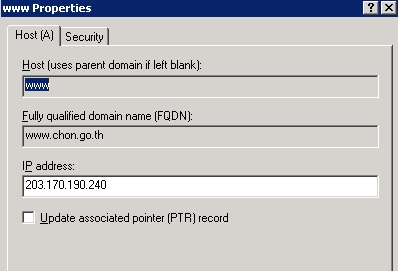 www Properties
Host (A)
Security
Host (uses parent domain if left blank):
www
Fully qualified domain name (FQDN):
www.chon.go.th
IP address:
203.170.190.240
Update associated pointer (PTR) record